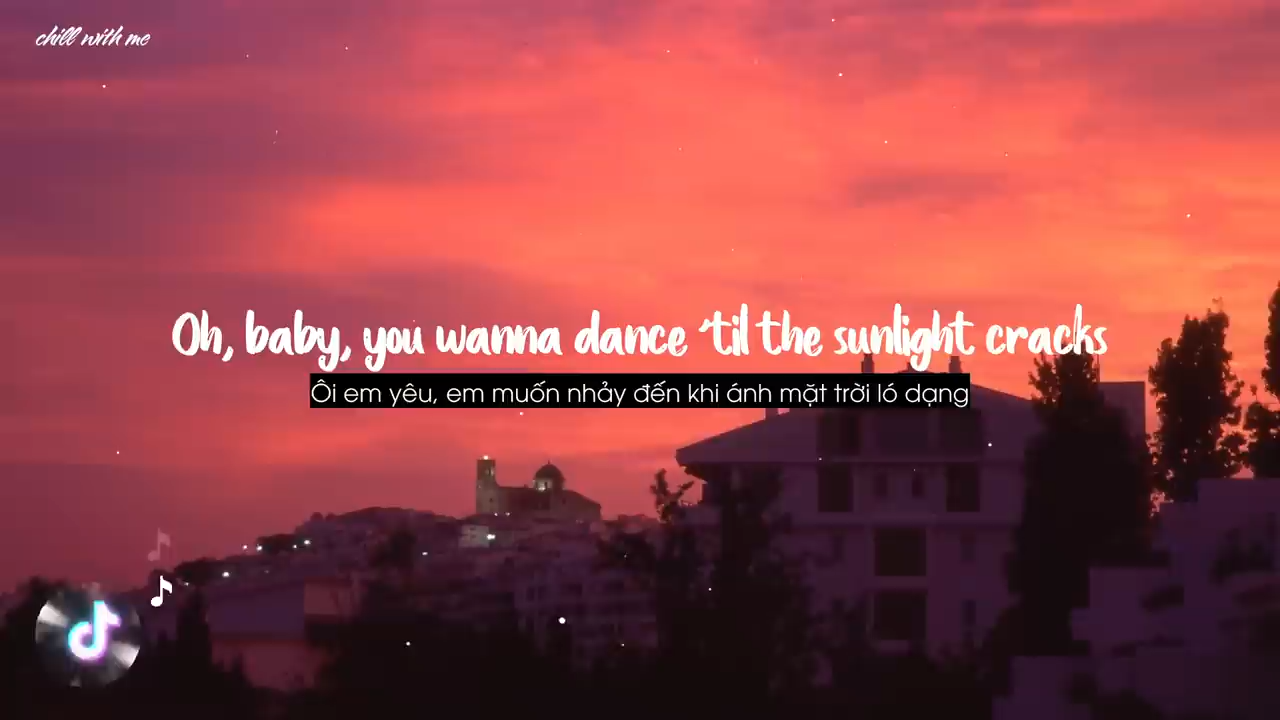 chill with me
Oh, baby, you wanna dance 'til the sunlight cracks
Ôi em yêu, em muốn nhảy đến khi ánh mặt trời ló dạng